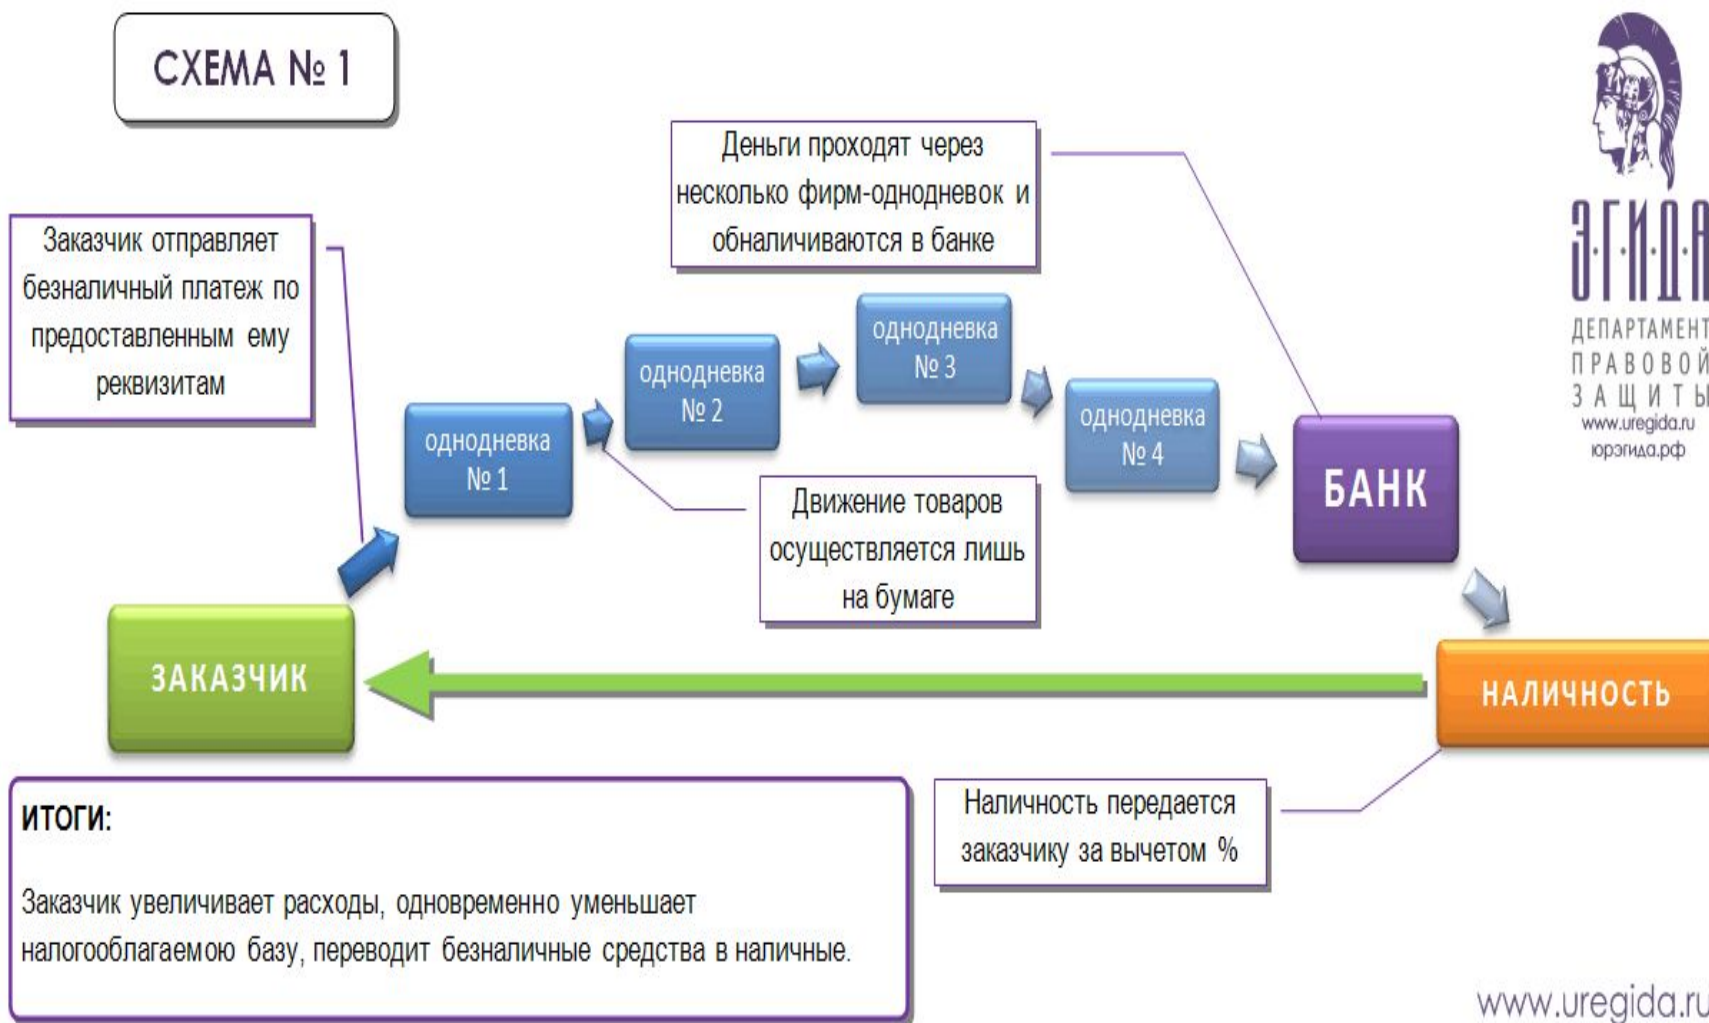 СХЕМА № 1
Деньги проходят через
несколько фирм-однодневок и
обналичиваются в банке
Заказчик отправляет
безналичный платеж по
предоставленным ему
реквизитам
Э·Г·И·Д·А
ДЕПАРТАМЕНТ
ПРАВОВОЙ
ЗАЩИТЫ
www.uregida.ru
юрэгида.рф
однодневка
№ 1
однодневка
№ 2
однодневка
№ 3
однодневка
№ 4
БАНК
Движение товаров
осуществляется лишь
на бумаге
ЗАКАЗЧИК
НАЛИЧНОСТЬ
Наличность передается
заказчику за вычетом %
ИТОГИ:
Заказчик увеличивает расходы, одновременно уменьшает
налогооблагаемою базу, переводит безналичные средства в наличные.
www.uregida.ru